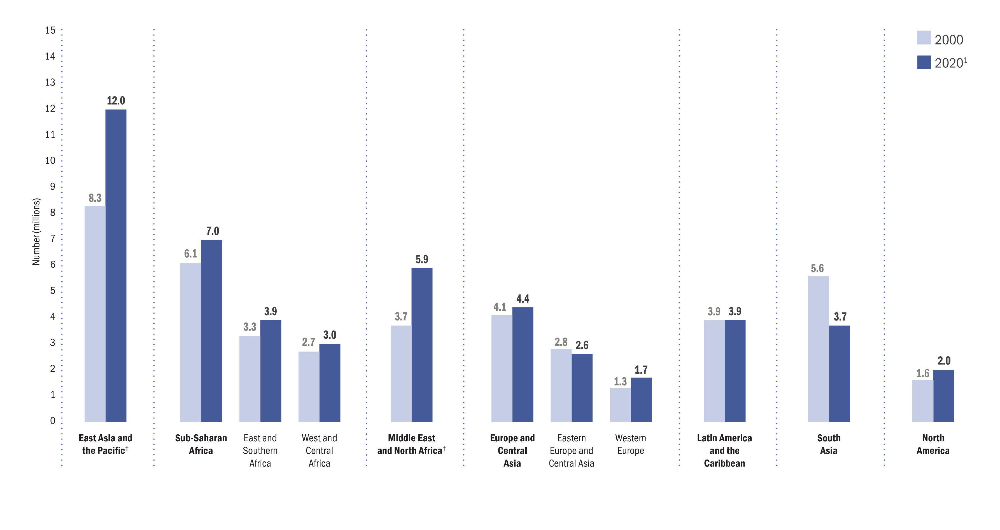 15
14
13
12
11
10
9
8
7
6
5
4
3
2
1
0
Number (millions)
2000
2020¹
8.3
12.0
6.1
7.0
3.3
3.9
2.7
3.0
3.7
5.9
4.1
4.4
2.8
2.6
1.3
1.7
3.9
3.9
5.6
3.7
1.6
2.0
East Asia and
the Pacific†
Sub-Saharan
Africa
East and
Southern
Africa
West and
Central
Africa
Middle East
and North Africa†
Europe and
Central
Asia
Eastern
Europe and
Central Asia
Western
Europe
Latin America
and the
Caribbean
South
Asia
North
America